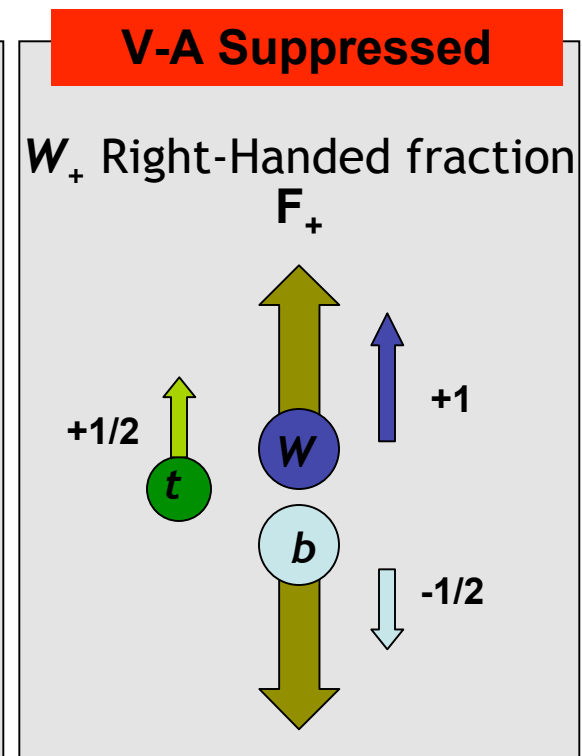 V-A Suppressed
W₊ Right-Handed fraction
F₊
+1
+1/2
W
t
b
-1/2